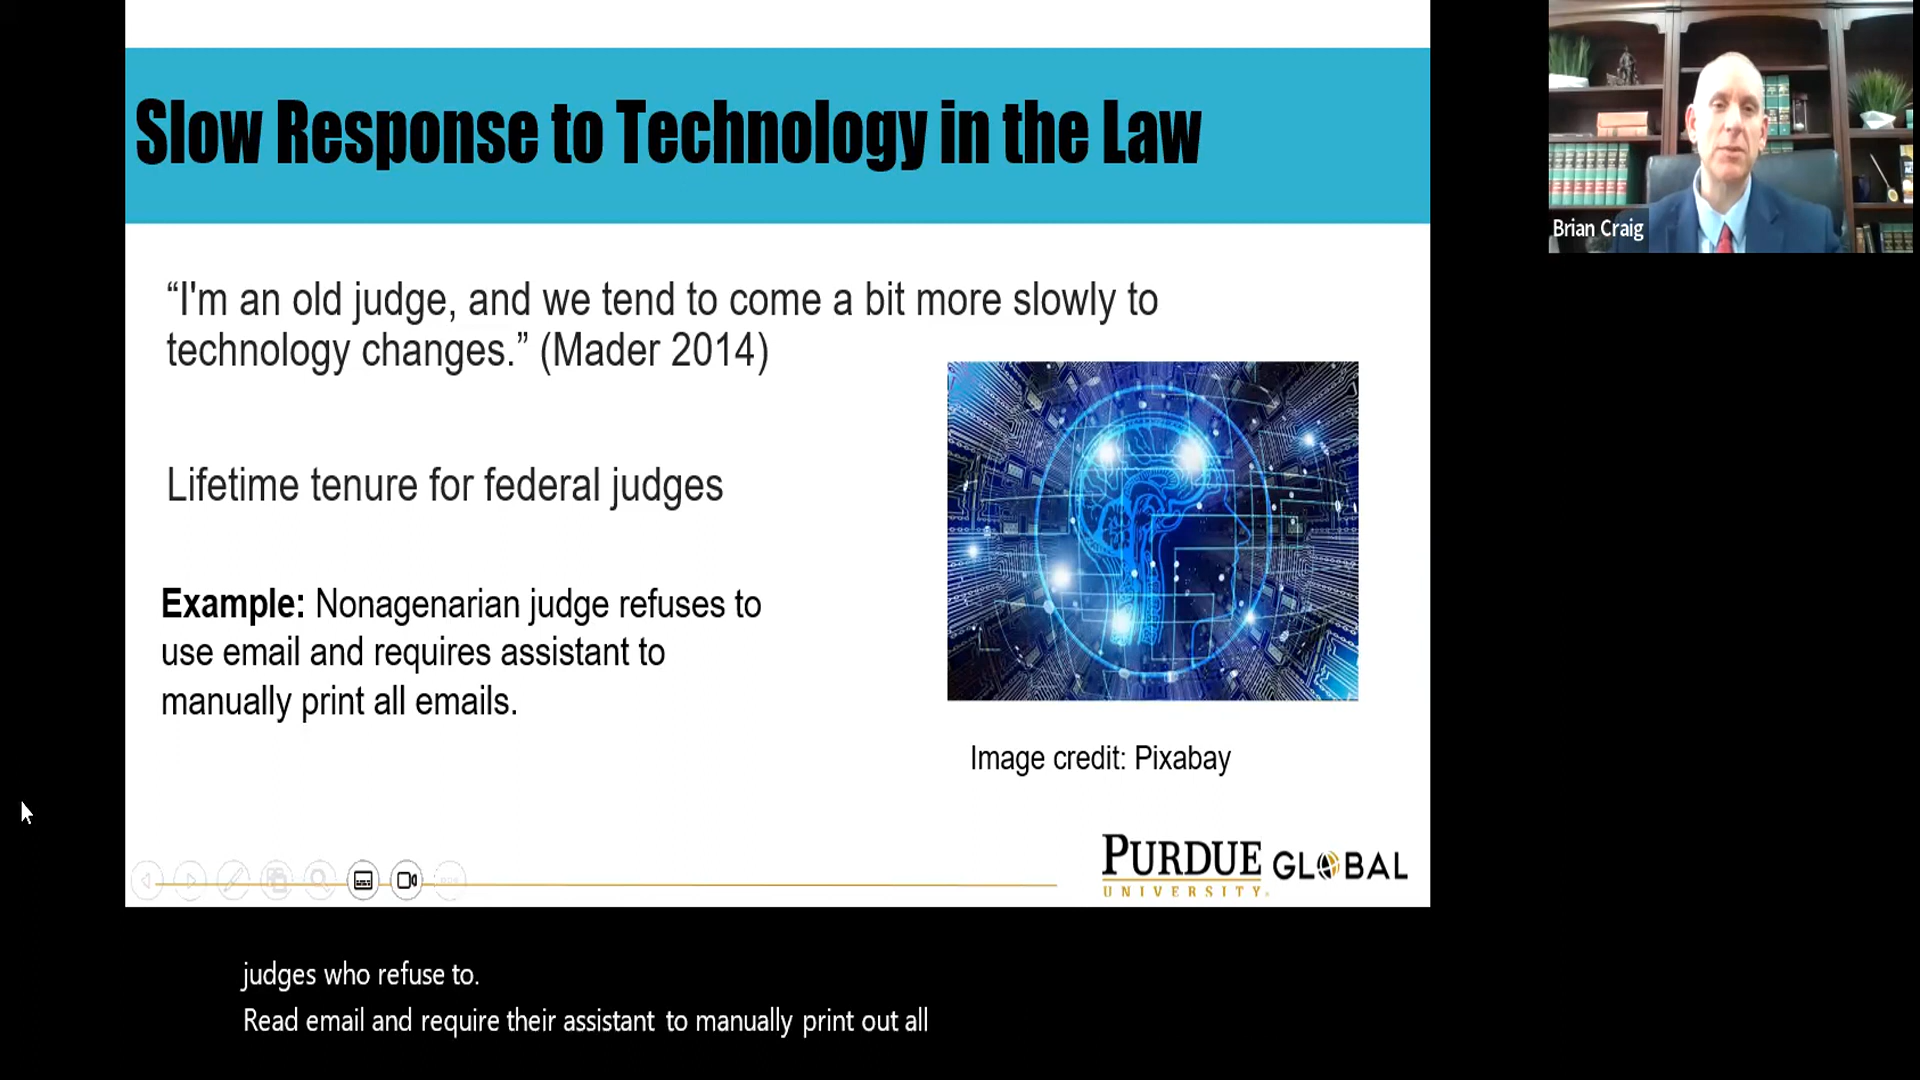 Slow Response to Technology in the Law
“I'm an old judge, and we tend to come a bit more slowly to
technology changes.” (Mader 2014)
Lifetime tenure for federal judges
Example: Nonagenarian judge refuses to
use email and requires assistant to
manually print all emails.
Image credit: Pixabay
PURDUE GLOBAL
UNIVERSITY®
Brian Craig
judges who refuse to.
Read email and require their assistant to manually print out all